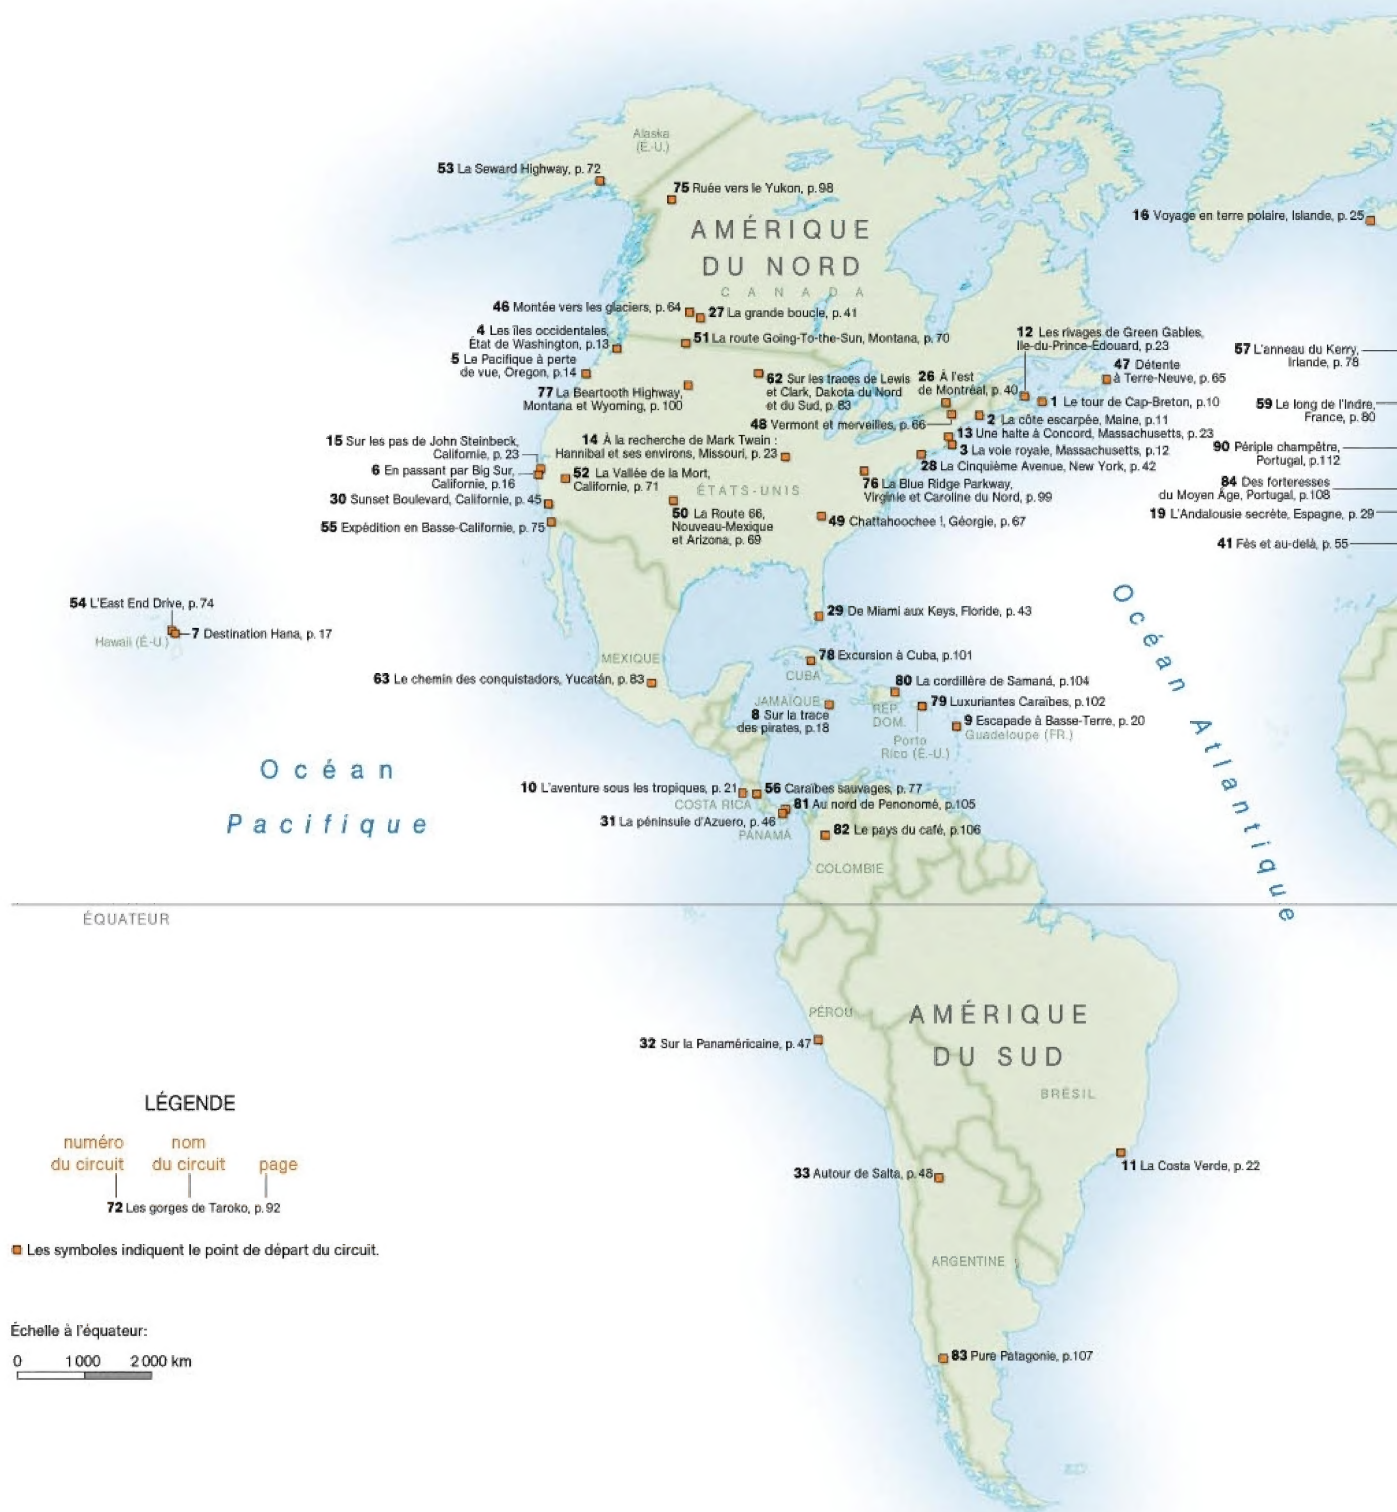 Alaska
(É.-U.)
53 La Seward Highway, p. 72
75 Ruée vers le Yukon, p. 98
16 Voyage en terre polaire, Islande, p. 25
AMÉRIQUE
DU NORD
CANADA
46 Montée vers les glaciers, p. 64
27 La grande boucle, p. 41
4 Les îles occidentales,
État de Washington, p. 13
51 La route Going-To-the-Sun, Montana, p. 70
12 Les rivages de Green Gables,
Ile-du-Prince-Édouard, p. 23
57 L'anneau du Kerry,
Irlande, p. 78
5 Le Pacifique à perte
de vue, Oregon, p. 14
47 Détente
à Terre-Neuve, p. 65
77 La Beartooth Highway,
Montana et Wyoming, p. 100
62 Sur les traces de Lewis
et Clark, Dakota du Nord
et du Sud, p. 83
26 À l'est
de Montréal, p. 40
1 Le tour de Cap-Breton, p. 10
59 Le long de l'Indre,
France, p. 80
48 Vermont et merveilles, p. 66
2 La côte escarpée, Maine, p. 11
13 Une halte à Concord, Massachusetts, p. 23
3 La voie royale, Massachusetts, p. 12
28 La Cinquième Avenue, New York, p. 42
15 Sur les pas de John Steinbeck,
Californie, p. 23
14 À la recherche de Mark Twain :
Hannibal et ses environs, Missouri, p. 23
90 Périple champêtre,
Portugal, p. 112
6 En passant par Big Sur,
Californie, p. 16
52 La Vallée de la Mort,
Californie, p. 71
ÉTATS-UNIS
76 La Blue Ridge Parkway,
Virginie et Caroline du Nord, p. 99
84 Des forteresses
du Moyen Âge, Portugal, p. 108
30 Sunset Boulevard, Californie, p. 45
50 La Route 66,
Nouveau-Mexique
et Arizona, p. 69
49 Chattahoochee !, Géorgie, p. 67
19 L'Andalousie secrète, Espagne, p. 29
55 Expédition en Basse-Californie, p. 75
41 Fès et au-delà, p. 55
54 L'East End Drive, p. 74
Hawaii (É.-U.)
7 Destination Hana, p. 17
29 De Miami aux Keys, Floride, p. 43
Océan Atlantique
MEXIQUE
78 Excursion à Cuba, p. 101
CUBA
63 Le chemin des conquistadors, Yucatán, p. 83
80 La cordillère de Samaná, p. 104
JAMAÏQUE
8 Sur la trace
des pirates, p. 18
RÉP.
DOM.
79 Luxuriantes Caraïbes, p. 102
9 Escapade à Basse-Terre, p. 20
Guadeloupe (FR.)
Porto
Rico (É.-U.)
Océan
Pacifique
10 L'aventure sous les tropiques, p. 21
56 Caraïbes sauvages, p. 77
COSTA RICA
81 Au nord de Penonomé, p. 105
31 La péninsule d'Azuero, p. 46
PANAMÁ
82 Le pays du café, p. 106
COLOMBIE
ÉQUATEUR
PÉROU
AMÉRIQUE
DU SUD
32 Sur la Panaméricaine, p. 47
BRÉSIL
11 La Costa Verde, p. 22
33 Autour de Salta, p. 48
ARGENTINE
83 Pure Patagonie, p. 107
LÉGENDE
numéro
du circuit
nom
du circuit
page
72 Les gorges de Taroko, p. 92
Les symboles indiquent le point de départ du circuit.
Échelle à l'équateur:
0 1 000 2 000 km